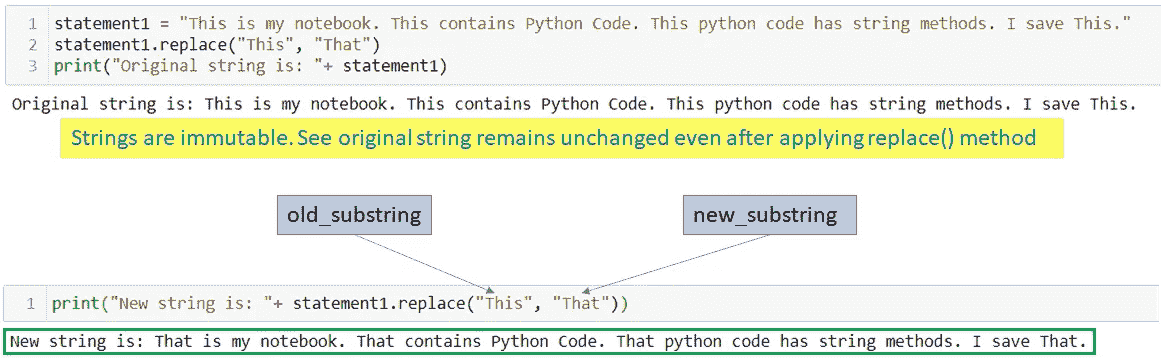 1 statement1 = "This is my notebook. This contains Python Code. This python code has string methods. I save This."
2 statement1.replace("This", "That")
3 print("Original string is: "+ statement1)
Original string is: This is my notebook. This contains Python Code. This python code has string methods. I save This.
Strings are immutable. See original string remains unchanged even after applying replace() method
old_substring new_substring
1 print("New string is: "+ statement1.replace("This", "That"))
New string is: That is my notebook. That contains Python Code. That python code has string methods. I save That.